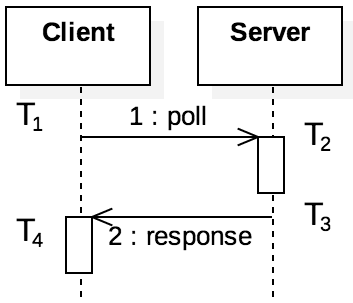 Client
Server
T1
1 : poll
T2
T3
T4
2 : response